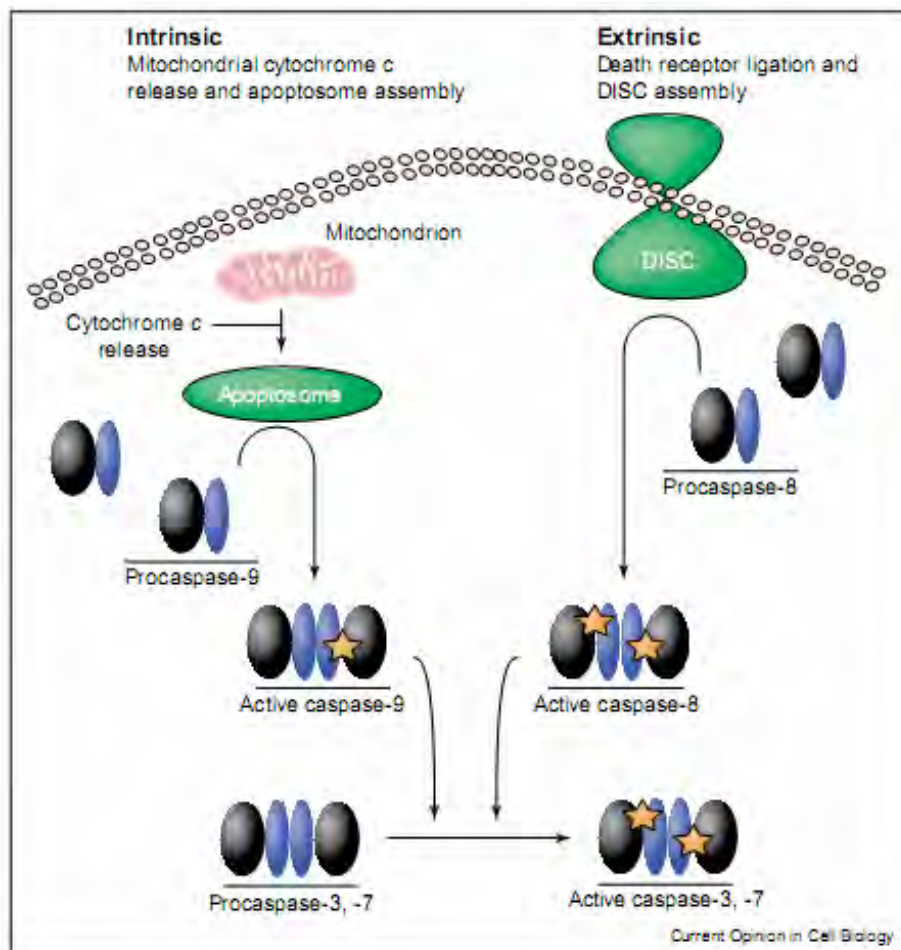 Intrinsic
Mitochondrial cytochrome c
release and apoptosome assembly
Extrinsic
Death receptor ligation and
DISC assembly
Mitochondrion
DISC
Cytochrome c
release
Apoptosome
Procaspase-8
Procaspase-9
Active caspase-9
Active caspase-8
Procaspase-3, -7
Active caspase-3, -7
Current Opinion in Cell Biology